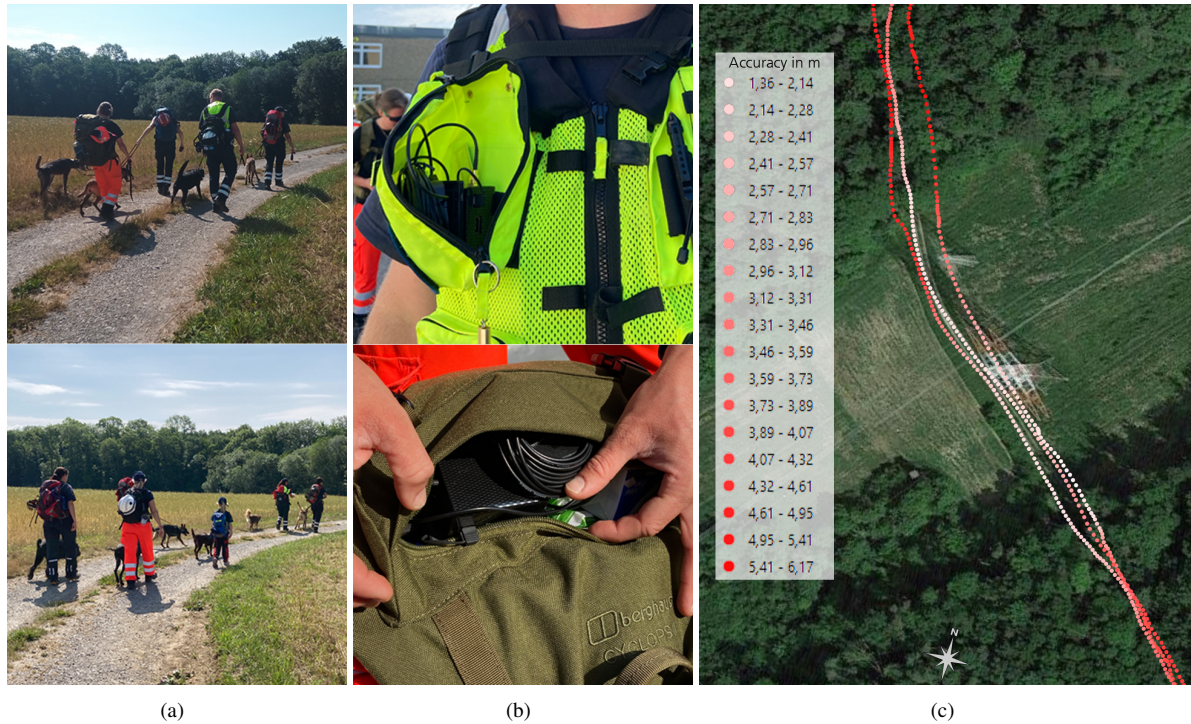 Accuracy in m
1,36 - 2,14
2,14 - 2,28
2,28 - 2,41
2,41 - 2,57
2,57 - 2,71
2,71 - 2,83
2,83 - 2,96
2,96 - 3,12
3,12 - 3,31
3,31 - 3,46
3,46 - 3,59
3,59 - 3,73
3,73 - 3,89
3,89 - 4,07
4,07 - 4,32
4,32 - 4,61
4,61 - 4,95
4,95 - 5,41
5,41 - 6,17
N
CYCLOPS
(a)
(b)
(c)